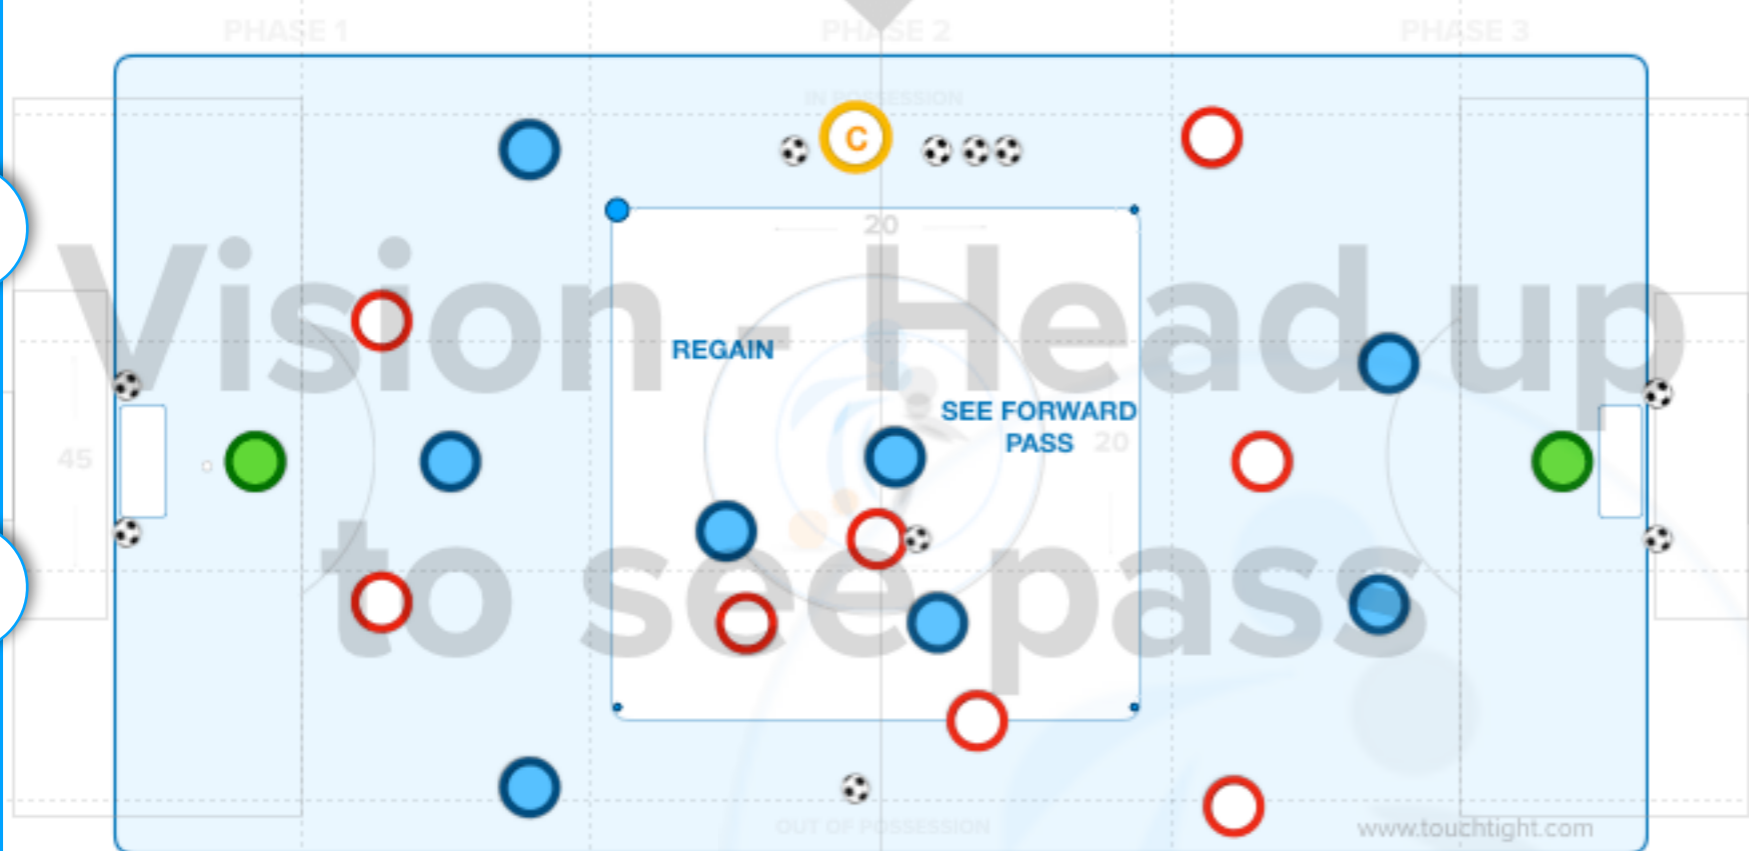 PHASE 1
PHASE 2
PHASE 3
IN POSSESSION
C
20
Vision - Head up
REGAIN
SEE FORWARD
PASS
20
45
to see pass
OUT OF POSSESSION
www.touchtight.com